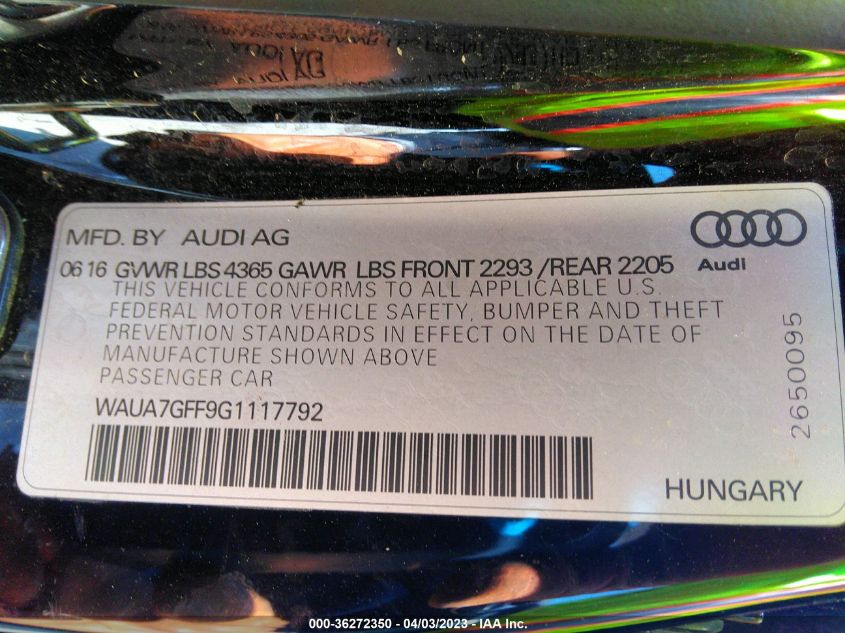 MFD. BY AUDI AG
06 16 GVWR LBS 4365 GAWR LBS FRONT 2293 /REAR 2205
Audi
THIS VEHICLE CONFORMS TO ALL APPLICABLE U.S.
FEDERAL MOTOR VEHICLE SAFETY, BUMPER AND THEFT
PREVENTION STANDARDS IN EFFECT ON THE DATE OF
MANUFACTURE SHOWN ABOVE
PASSENGER CAR
WAUA7GFF9G1117792
2650095
HUNGARY
000-36272350 - 04/03/2023 - IAA Inc.